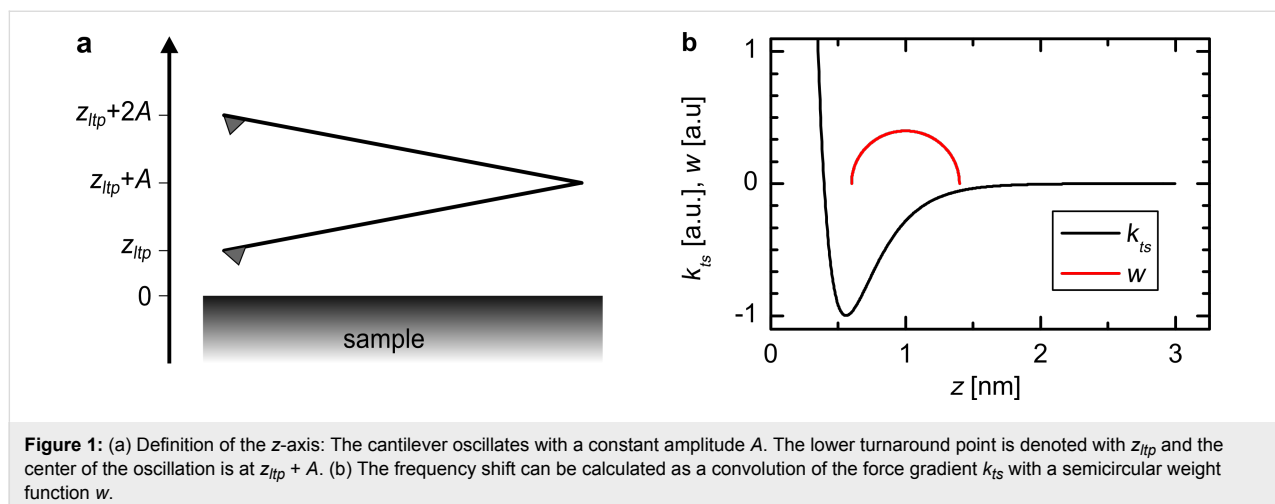 a
z_ltp+2A
z_ltp+A
z_ltp
0
sample
b
1
0
-1
k_ts [a.u.], w [a.u]
k_ts
w
0
1
2
3
z [nm]
Figure 1: (a) Definition of the z-axis: The cantilever oscillates with a constant amplitude A. The lower turnaround point is denoted with z_ltp and the
center of the oscillation is at z_ltp + A. (b) The frequency shift can be calculated as a convolution of the force gradient k_ts with a semicircular weight
function w.